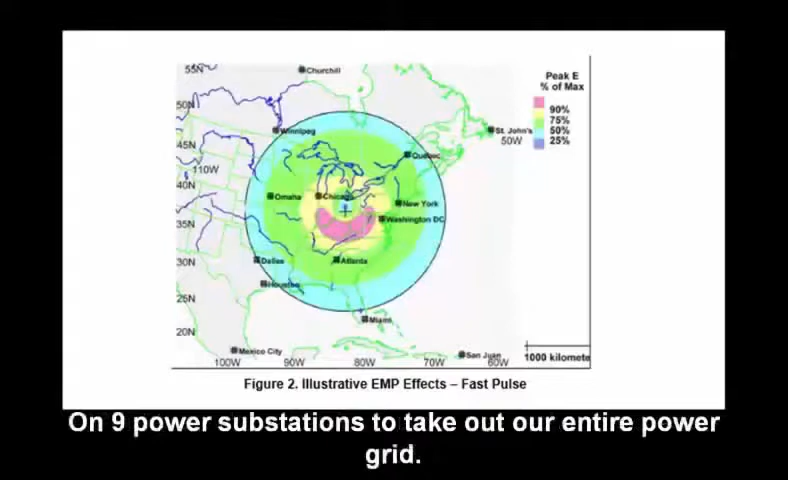 55N
Churchill
Peak E
% of Max
50N
90%
75%
50%
25%
Winnipeg
St. John's
50W
45N
Quebec
110W
40N
Omaha
Chicago
New York
35N
Washington DC
30N
Dallas
Atlanta
Houston
25N
20N
Miami
Mexico City
San Juan
100W
90W
80W
70W
60W
1000 kilomete
Figure 2. Illustrative EMP Effects – Fast Pulse
On 9 power substations to take out our entire power
grid.